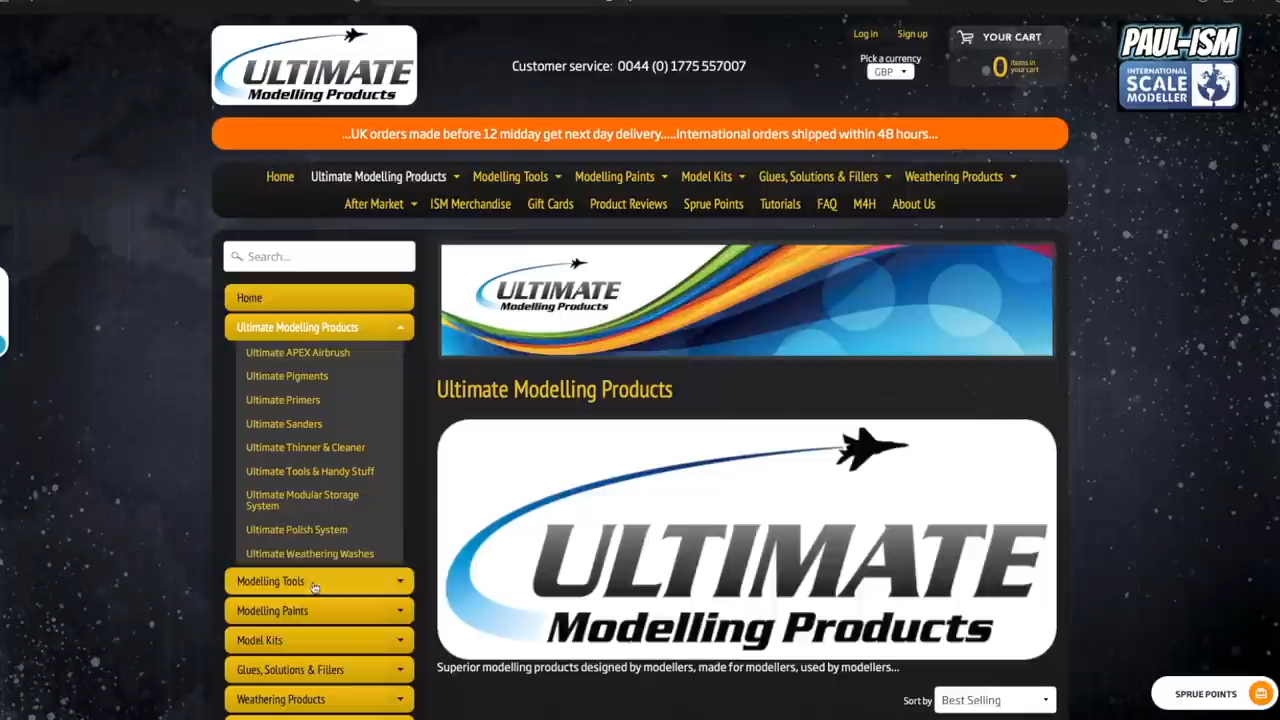 ULTIMATE
Modelling Products
Customer service: 0044 (0) 1775 557007
Log in
Sign up
Pick a currency
GBP
YOUR CART
0 items in your cart
PAUL-ISM
INTERNATIONAL
SCALE
MODELLER
...UK orders made before 12 midday get next day delivery.....International orders shipped within 48 hours...
Home Ultimate Modelling Products Modelling Tools Modelling Paints Model Kits Glues, Solutions & Fillers Weathering Products
After Market ISM Merchandise Gift Cards Product Reviews Sprue Points Tutorials FAQ M4H About Us
Search...
Home
Ultimate Modelling Products
Ultimate APEX Airbrush
Ultimate Pigments
Ultimate Primers
Ultimate Sanders
Ultimate Thinner & Cleaner
Ultimate Tools & Handy Stuff
Ultimate Modular Storage
System
Ultimate Polish System
Ultimate Weathering Washes
Modelling Tools
Modelling Paints
Model Kits
Glues, Solutions & Fillers
Weathering Products
ULTIMATE
Modelling Products
Ultimate Modelling Products
ULTIMATE
Modelling Products
Superior modelling products designed by modellers, made for modellers, used by modellers...
Sort by Best Selling
SPRUE POINTS